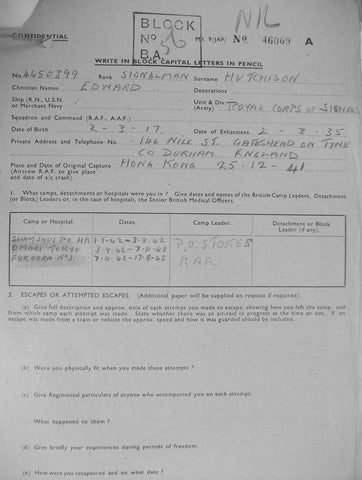 NR
BLOCK
CONFIDENTIAL
No
M.I. 9/JAP/ No 46069 A
B.A.
WRITE IN BLOCK CAPITAL LETTERS IN PENCIL
No. 4450399 Rank SIGNALMAN Surname HUTCHISON
Christian Names EDWARD Decorations
Ship (R.N., U.S.N. or Merchant Navy Unit & Div: (Army) ROYAL CORPS of SIGNALS
Squadron and Command (R.A.F., A.A.F.)
Date of Birth 2-3-17. Date of Enlistment 2-3-35.
Private Address and Telephone No. 146 NILE ST. GATESHEAD ON TYNE
CO DURHAM ENGLAND
Place and Date of Original Capture HONG-KONG 25-12-41
(Aircrew R.A.F. to give place
and date of a/c crash).
1. What camps or hospitals were you in? Give dates and names of the British Camp Leaders, Detachment
(or Block) Leaders or, in the case of hospitals, the Senior British Medical Officers.
Camp or Hospital. Dates. Camp Leader. Detachment or Block Leader (if any).
SHAMSHUI PO HK 1-1-42-3-9-42 P.O. STOKES
OMARI TOKYO 3-9-42-7-11-43 RAF.
-17-8-45
2. ESCAPES OR ATTEMPTED ESCAPES. (Additional paper will be supplied on request if required).
(a) Give full description and approx. date of each attempt you made to escape, showing how you left the camp, and
from which camp each attempt was made. State whether there was an air-raid in progress at the time or not. If an
escape was made from a train or vehicle the approx. speed and how it was guarded should be included.
(b) Were you physically fit when you made these attempts?
(c) Give Regimental particulars of anyone who accompanied you on each attempt.
What happened to them?
(d) Give briefly your experiences during periods of freedom.
(e) How were you recaptured and on what date?